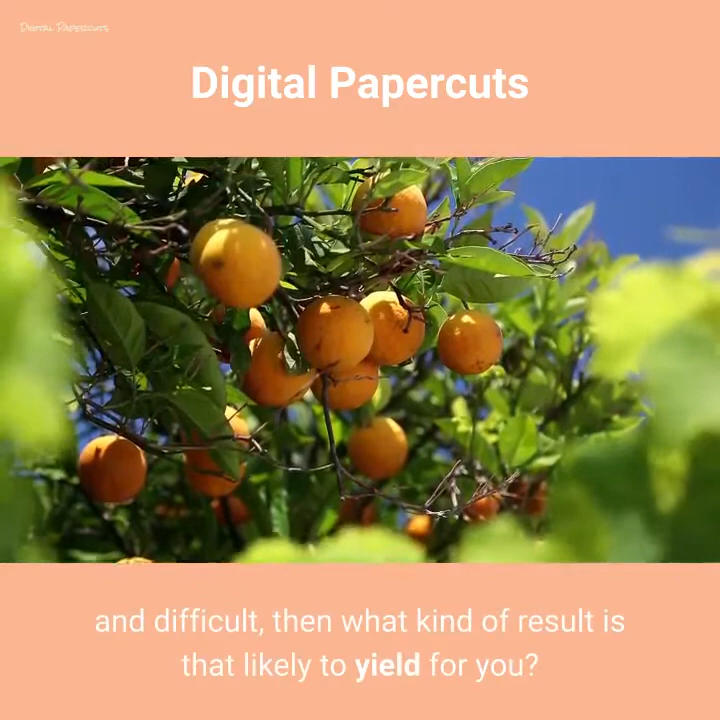 Digital Papercuts
Digital Papercuts
and difficult, then what kind of result is
that likely to yield for you?